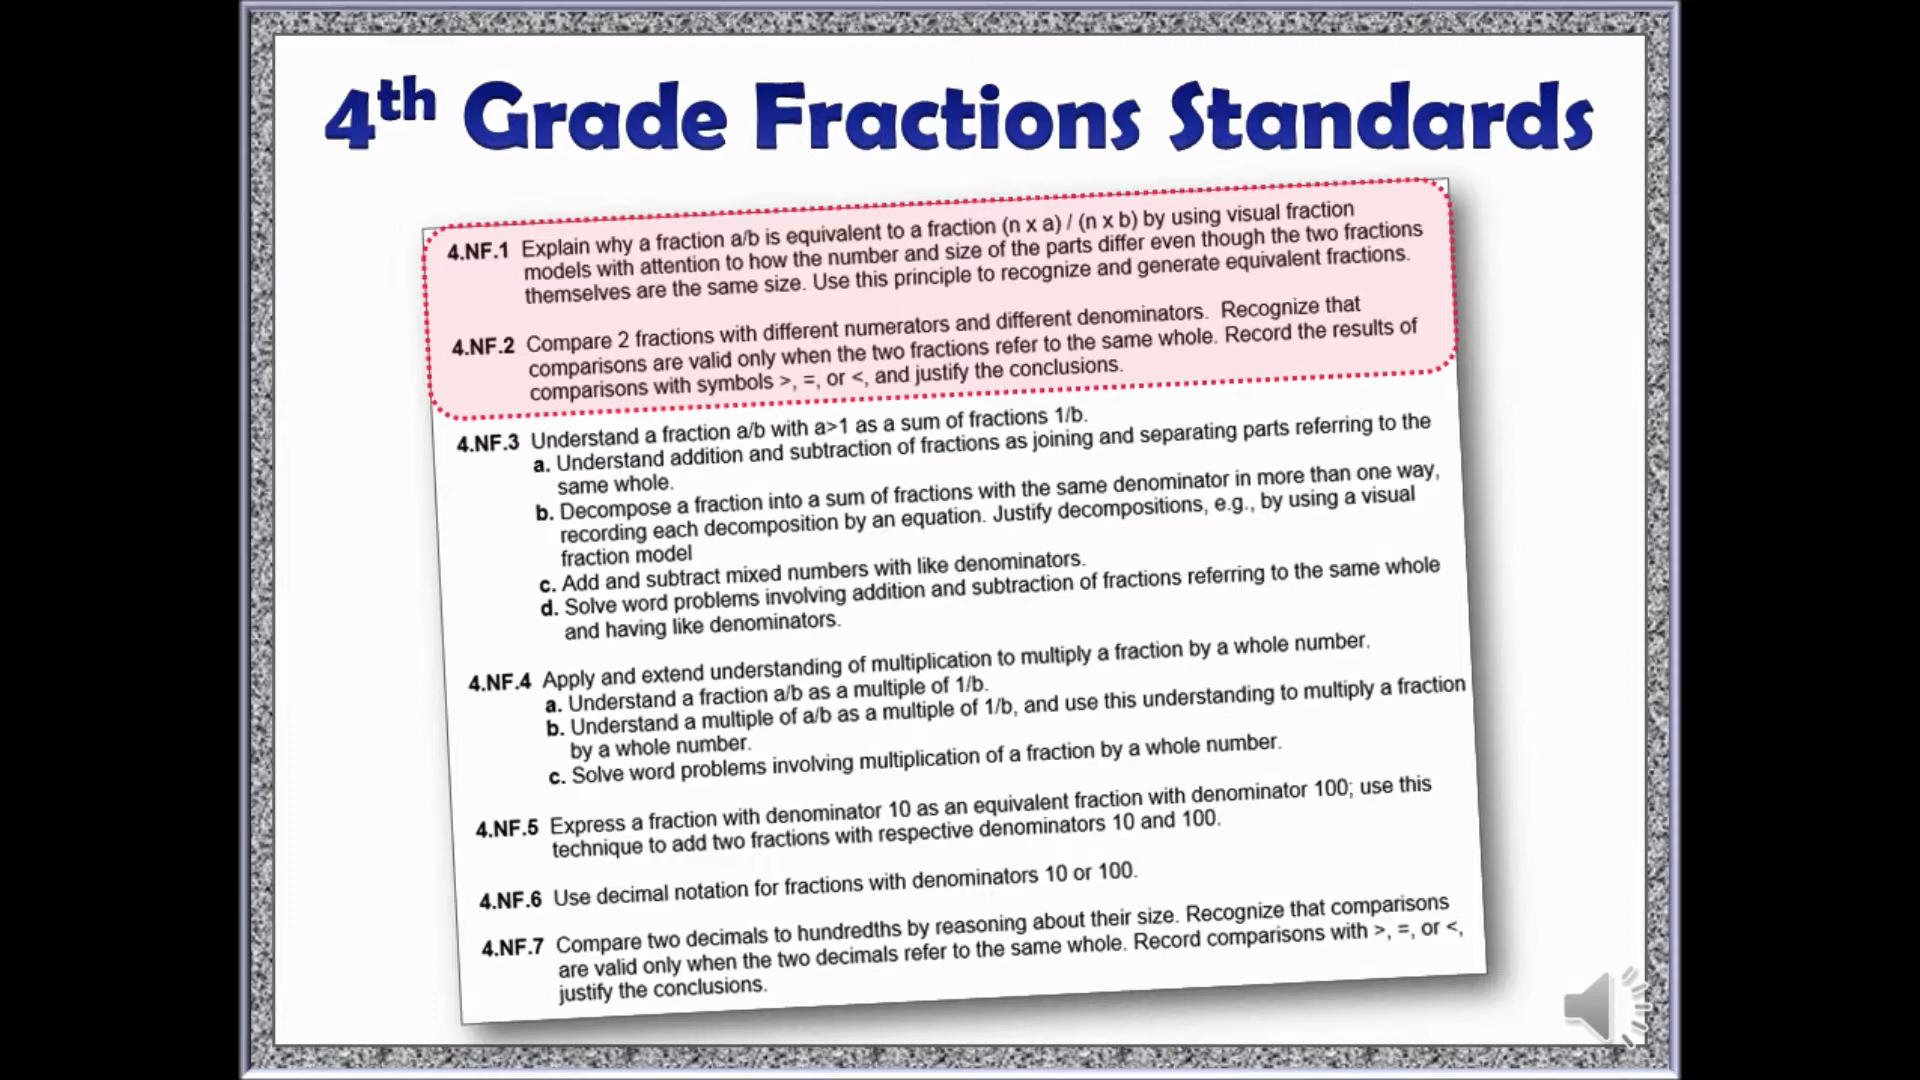 4th Grade Fractions Standards
4.NF.1 Explain why a fraction a/b is equivalent to a fraction (n x a) / (n x b) by using visual fraction
models with attention to how the number and size of the parts differ even though the two fractions
themselves are the same size. Use this principle to recognize and generate equivalent fractions.
4.NF.2 Compare 2 fractions with different numerators and different denominators. Recognize that
comparisons are valid only when the two fractions refer to the same whole. Record the results of
comparisons with symbols >, =, or <, and justify the conclusions.
4.NF.3 Understand a fraction a/b with a>1 as a sum of fractions 1/b.
a. Understand addition and subtraction of fractions as joining and separating parts referring to the
same whole.
b. Decompose a fraction into a sum of fractions with the same denominator in more than one way,
recording each decomposition by an equation. Justify decompositions, e.g., by using a visual
fraction model
c. Add and subtract mixed numbers with like denominators.
d. Solve word problems involving addition and subtraction of fractions referring to the same whole
and having like denominators.
4.NF.4 Apply and extend understanding of multiplication to multiply a fraction by a whole number.
a. Understand a fraction a/b as a multiple of 1/b.
b. Understand a multiple of a/b as a multiple of 1/b, and use this understanding to multiply a fraction
by a whole number.
c. Solve word problems involving multiplication of a fraction by a whole number.
4.NF.5 Express a fraction with denominator 10 as an equivalent fraction with denominator 100; use this
technique to add two fractions with respective denominators 10 and 100.
4.NF.6 Use decimal notation for fractions with denominators 10 or 100.
4.NF.7 Compare two decimals to hundredths by reasoning about their size. Recognize that comparisons
are valid only when the two decimals refer to the same whole. Record comparisons with >, =, or <,
justify the conclusions.